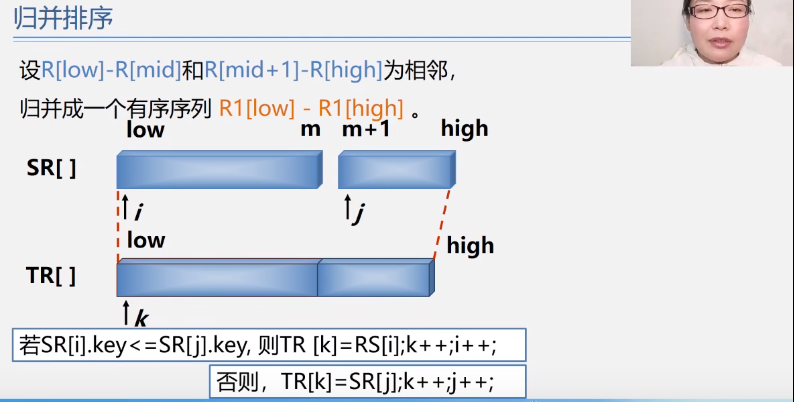 归并排序
设R[low]-R[mid]和R[mid+1]-R[high]为相邻，
归并成一个有序序列 R1[low] - R1[high] 。
low m m+1 high
SR[ ]
i j
low high
TR[ ]
k
若SR[i].key<=SR[j].key, 则TR [k]=RS[i];k++;i++;
否则，TR[k]=SR[j];k++;j++;